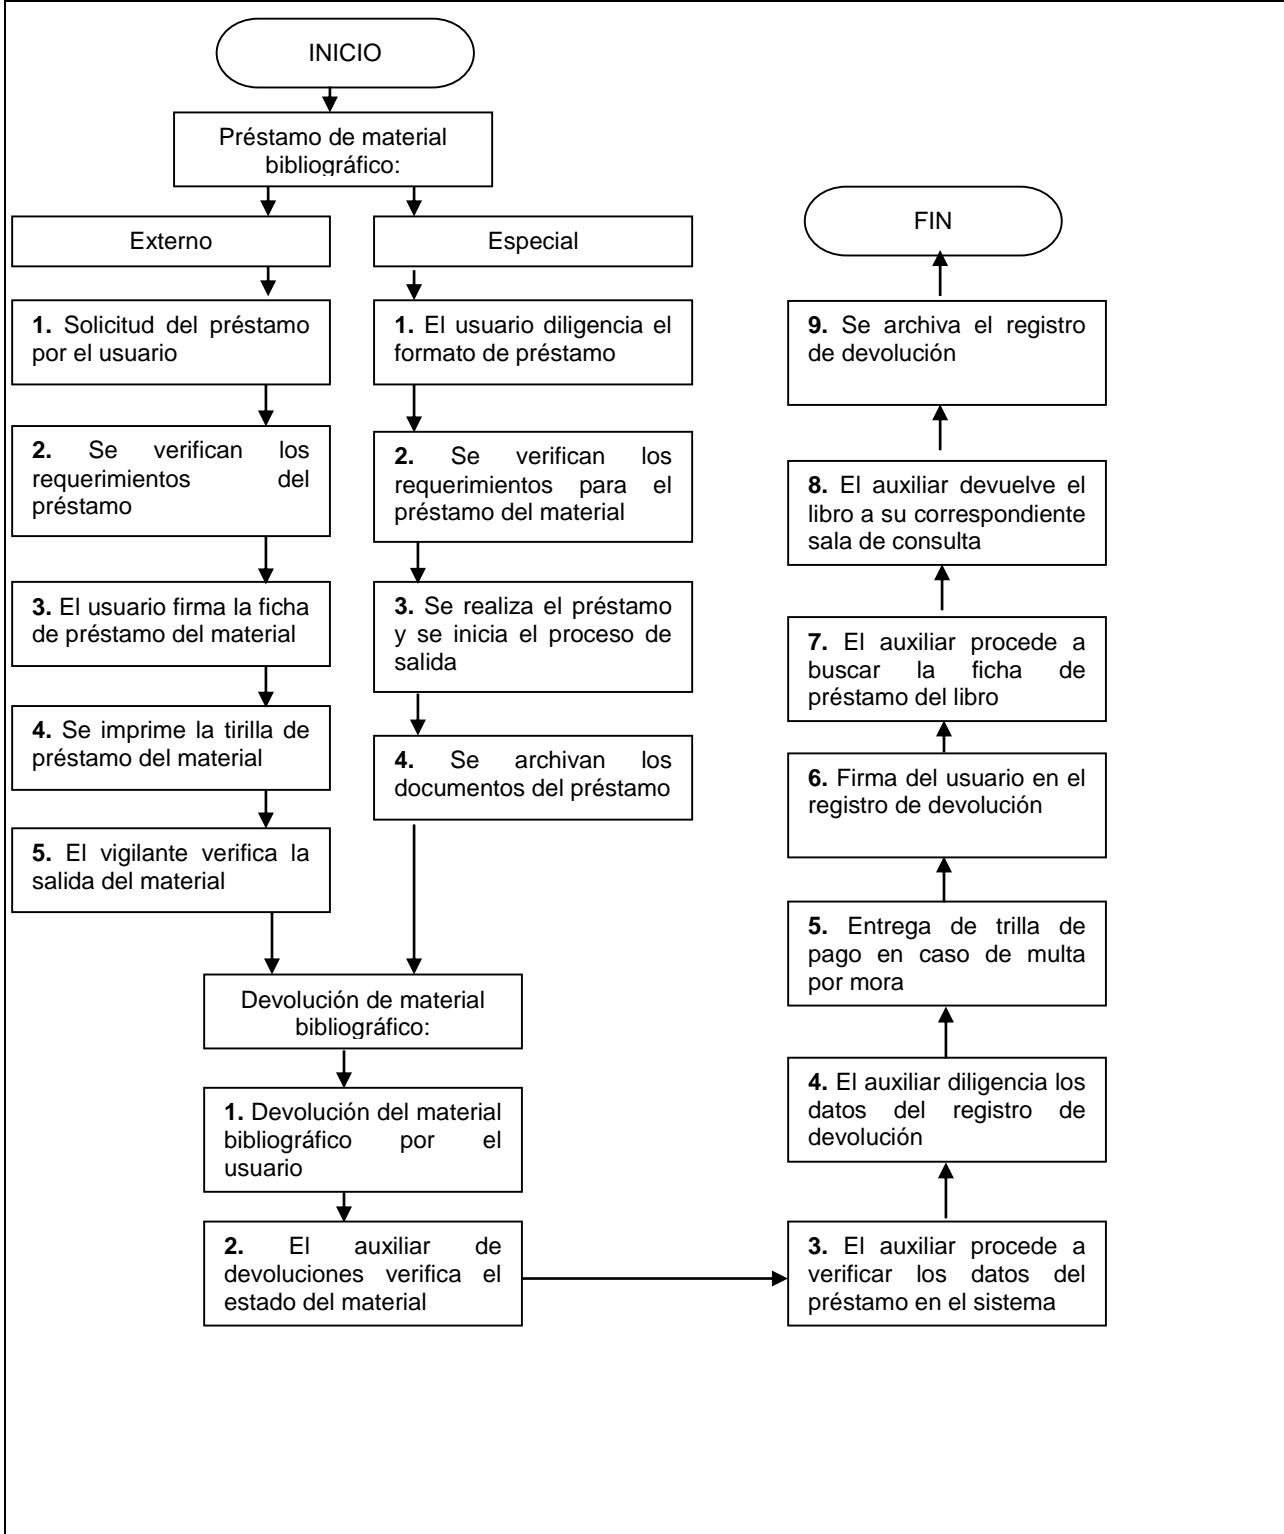 INICIO
Préstamo de material
bibliográfico:
Externo
1. Solicitud del préstamo
por el usuario
2. Se verifican los
requerimientos del
préstamo
3. El usuario firma la ficha
de préstamo del material
4. Se imprime la tirilla de
préstamo del material
5. El vigilante verifica la
salida del material
Especial
1. El usuario diligencia el
formato de préstamo
2. Se verifican los
requerimientos para el
préstamo del material
3. Se realiza el préstamo
y se inicia el proceso de
salida
4. Se archivan los
documentos del préstamo
Devolución de material
bibliográfico:
1. Devolución del material
bibliográfico por el
usuario
2. El auxiliar de
devoluciones verifica el
estado del material
3. El auxiliar procede a
verificar los datos del
préstamo en el sistema
4. El auxiliar diligencia los
datos del registro de
devolución
5. Entrega de trilla de
pago en caso de multa
por mora
6. Firma del usuario en el
registro de devolución
7. El auxiliar procede a
buscar la ficha de
préstamo del libro
8. El auxiliar devuelve el
libro a su correspondiente
sala de consulta
9. Se archiva el registro
de devolución
FIN